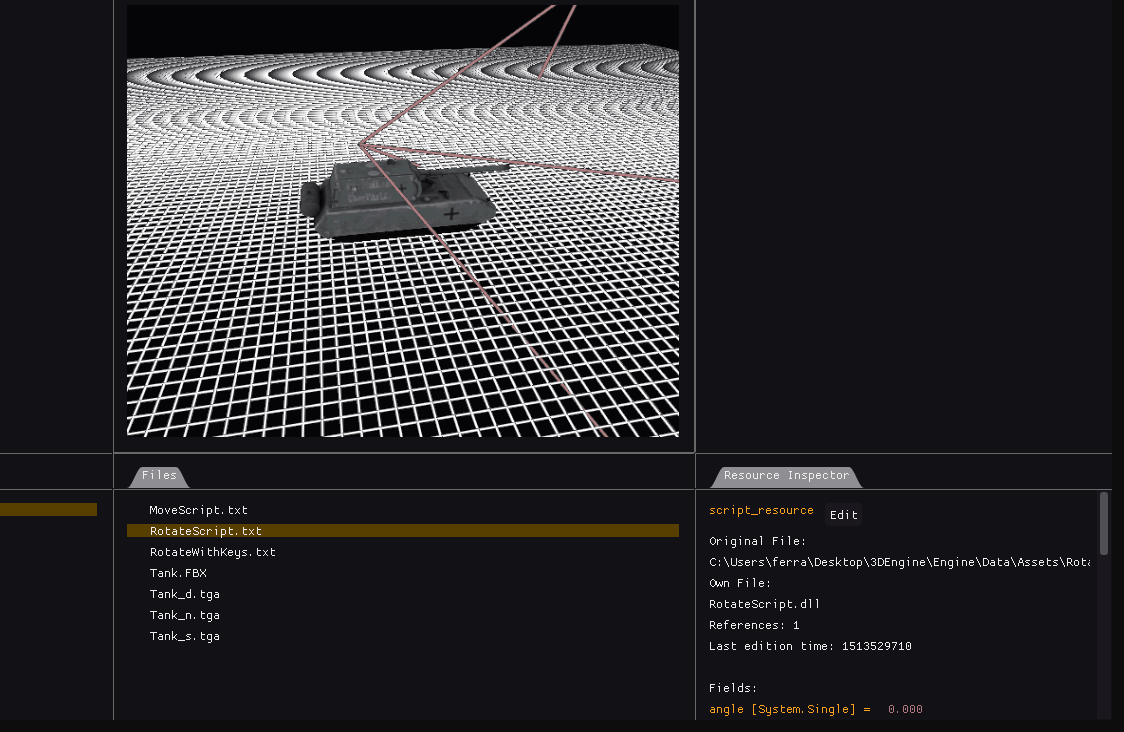 Files
MoveScript.txt
RotateScript.txt
RotateWithKeys.txt
Tank.FBX
Tank_d.tga
Tank_n.tga
Tank_s.tga
Resource Inspector
script_resource Edit
Original File:
C:\Users\ferra\Desktop\3DEngine\Engine\Data\Assets\Rota
Own File:
RotateScript.dll
References: 1
Last edition time: 1513529710
Fields:
angle [System.Single] = 0.000